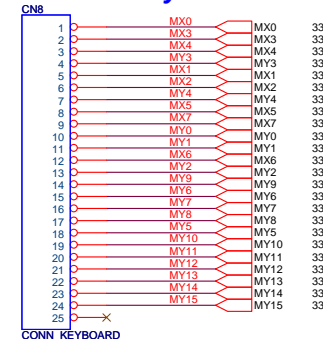 CN8
1 MX0 MX0 33
2 MX3 MX3 33
3 MX4 MX4 33
4 MY3 MY3 33
5 MX1 MX1 33
6 MX2 MX2 33
7 MY4 MY4 33
8 MX5 MX5 33
9 MX7 MX7 33
10 MY0 MY0 33
11 MY1 MY1 33
12 MX6 MX6 33
13 MY2 MY2 33
14 MY9 MY9 33
15 MY6 MY6 33
16 MY7 MY7 33
17 MY8 MY8 33
18 MY5 MY5 33
19 MY10 MY10 33
20 MY11 MY11 33
21 MY12 MY12 33
22 MY13 MY13 33
23 MY14 MY14 33
24 MY15 MY15 33
25
CONN_KEYBOARD